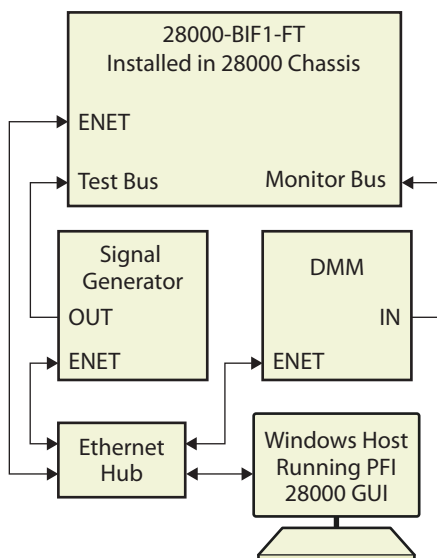 28000-BIF1-FT
Installed in 28000 Chassis
ENET
Test Bus
Monitor Bus
Signal
Generator
OUT
ENET
DMM
IN
ENET
Ethernet
Hub
Windows Host
Running PFI
28000 GUI